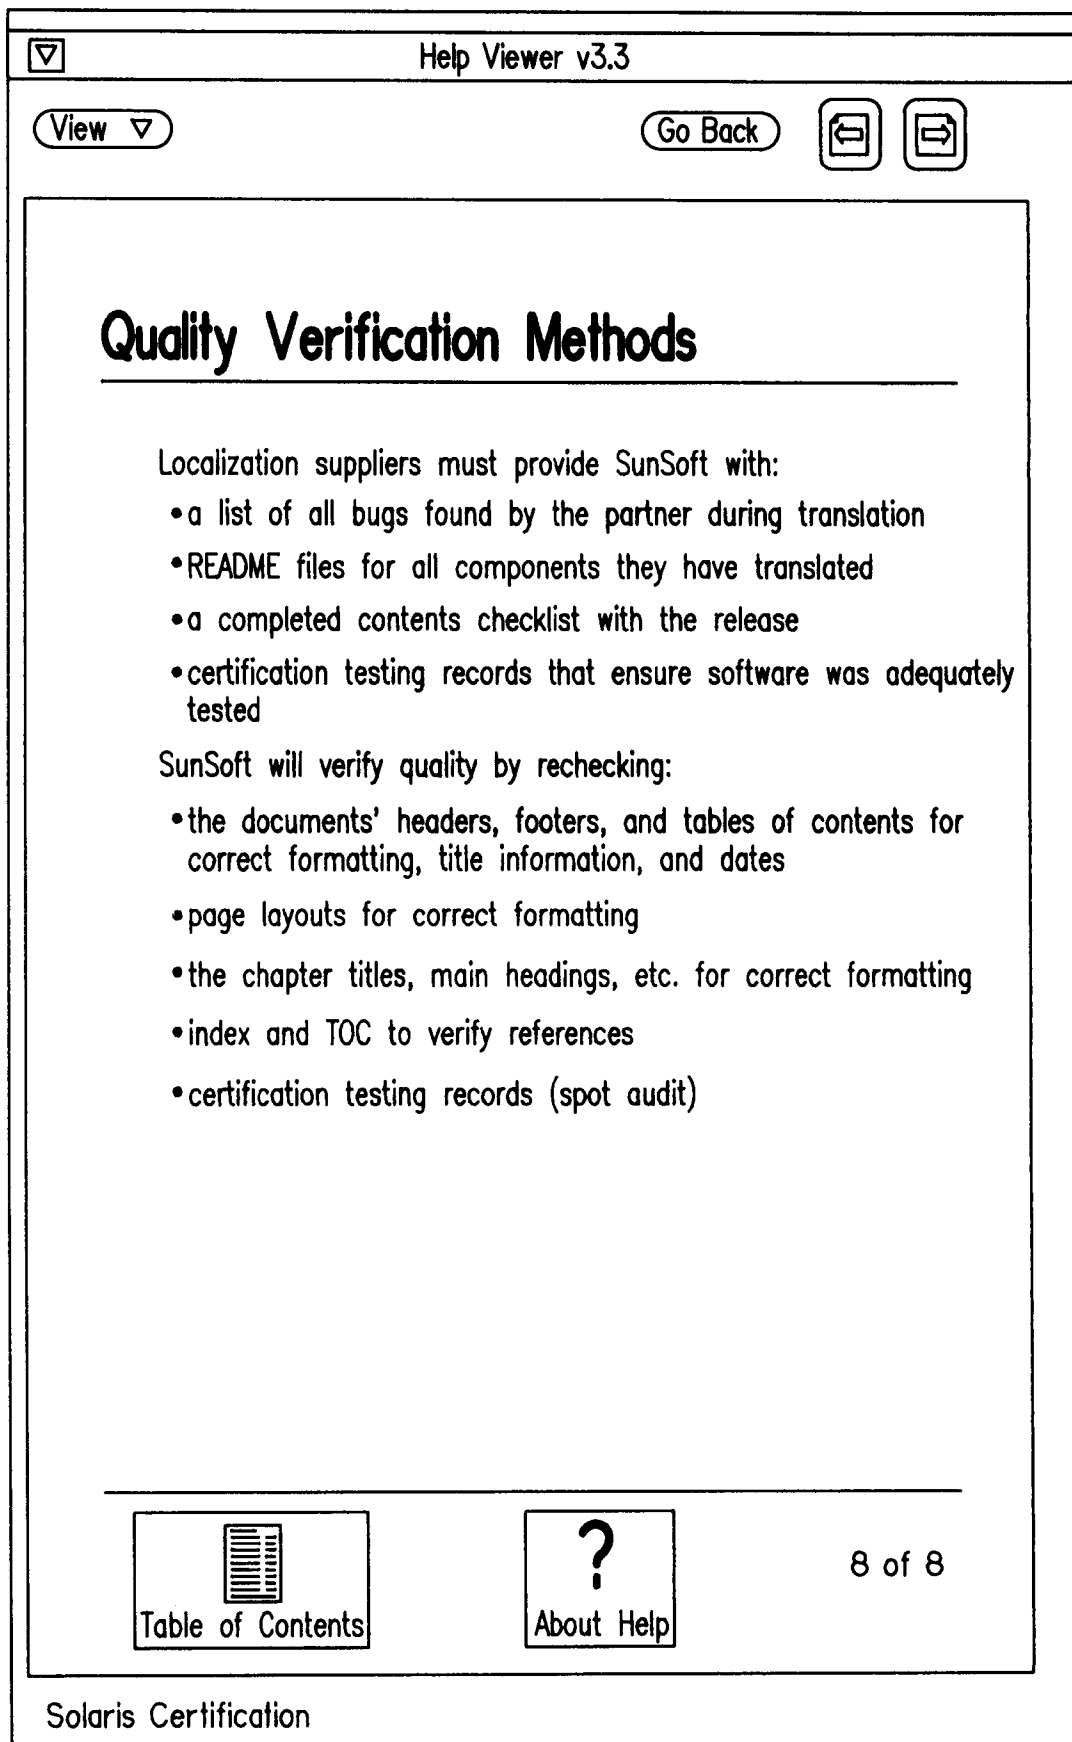 Help Viewer v3.3
View
Go Back
Quality Verification Methods
Localization suppliers must provide SunSoft with:
•a list of all bugs found by the partner during translation
•README files for all components they have translated
•a completed contents checklist with the release
•certification testing records that ensure software was adequately
tested
SunSoft will verify quality by rechecking:
•the documents' headers, footers, and tables of contents for
correct formatting, title information, and dates
•page layouts for correct formatting
•the chapter titles, main headings, etc. for correct formatting
•index and TOC to verify references
•certification testing records (spot audit)
?
8 of 8
Table of Contents
About Help
Solaris Certification